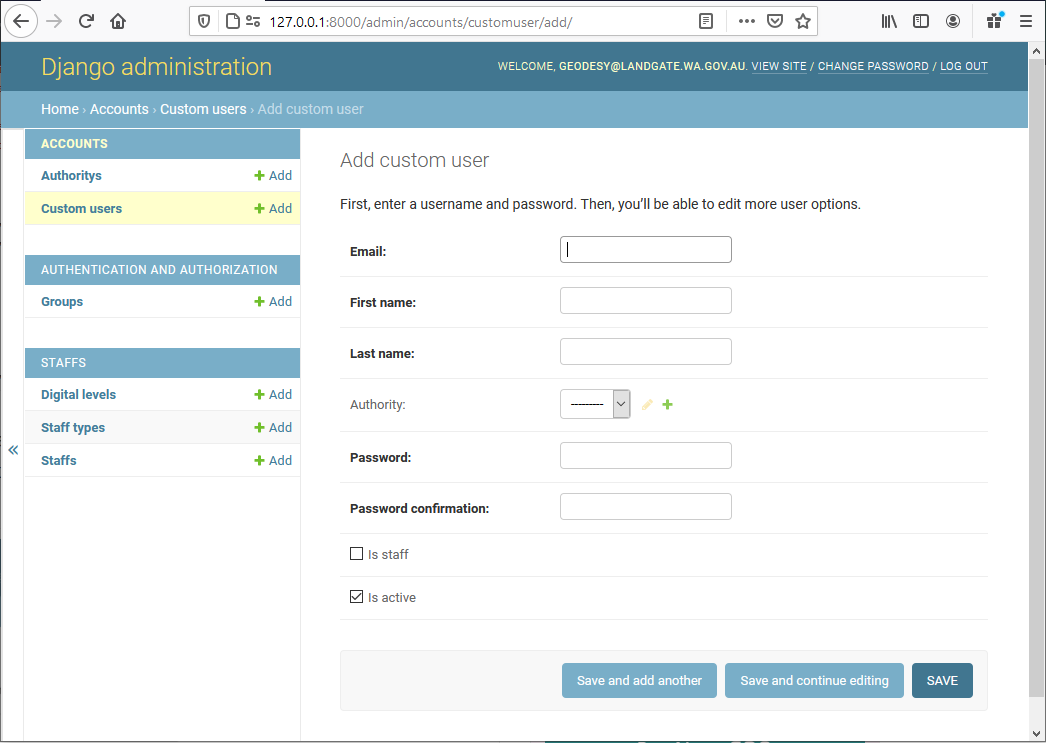 127.0.0.1:8000/admin/accounts/customuser/add/
Django administration
WELCOME, GEODESY@LANDGATE.WA.GOV.AU. VIEW SITE / CHANGE PASSWORD / LOG OUT
Home › Accounts › Custom users › Add custom user
ACCOUNTS
Authoritys + Add
Custom users + Add
AUTHENTICATION AND AUTHORIZATION
Groups + Add
STAFFS
Digital levels + Add
Staff types + Add
Staffs + Add
«
Add custom user
First, enter a username and password. Then, you’ll be able to edit more user options.
Email:
First name:
Last name:
Authority: ---------
Password:
Password confirmation:
Is staff
Is active
Save and add another Save and continue editing SAVE